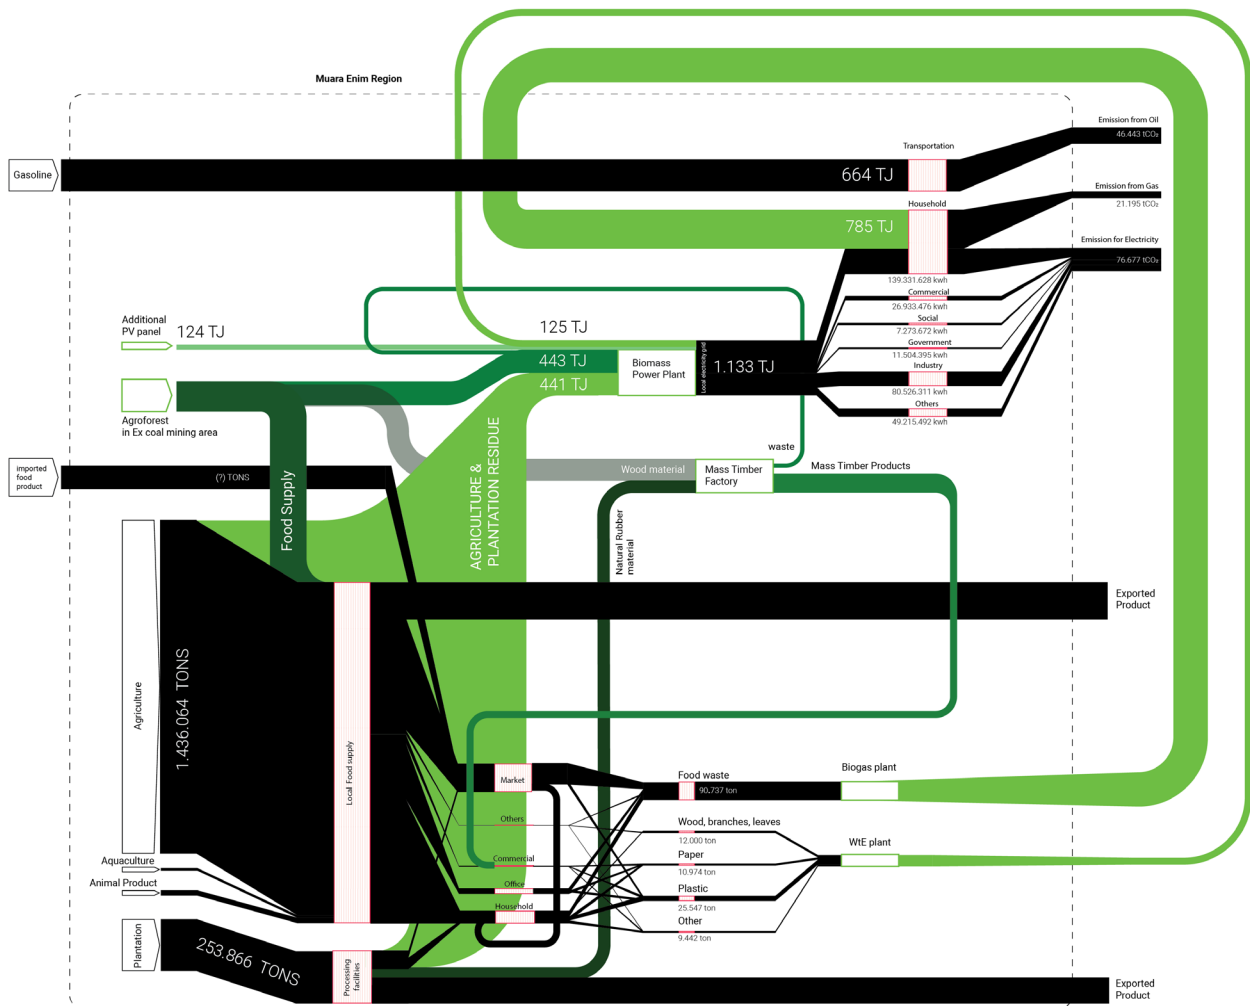 Muara Enim Region
Emission from Oil
46.443 tCO₂
Transportation
Gasoline
664 TJ
Emission from Gas
21.195 tCO₂
Household
785 TJ
Emission for Electricity
76.677 tCO₂
139.331.628 kwh
Commercial
26.933.476 kwh
Social
7.273.672 kwh
Government
11.504.395 kwh
Industry
80.526.311 kwh
Others
49.215.492 kwh
Additional
PV panel
124 TJ
125 TJ
443 TJ
441 TJ
Biomass
Power Plant
Local electricity grid
1.133 TJ
Agroforest
in Ex coal mining area
waste
imported
food
product
(?) TONS
Wood material
Mass Timber
Factory
Mass Timber Products
Food Supply
AGRICULTURE &
PLANTATION RESIDUE
Natural Rubber
material
Exported
Product
Agriculture
1.436.064 TONS
Local Food supply
Market
Others
Commercial
Office
Household
Food waste
90.737 ton
Biogas plant
Wood, branches, leaves
12.000 ton
Paper
10.974 ton
WtE plant
Plastic
25.547 ton
Other
9.442 ton
Aquaculture
Animal Product
Plantation
253.866 TONS
Processing
facilities
Exported
Product